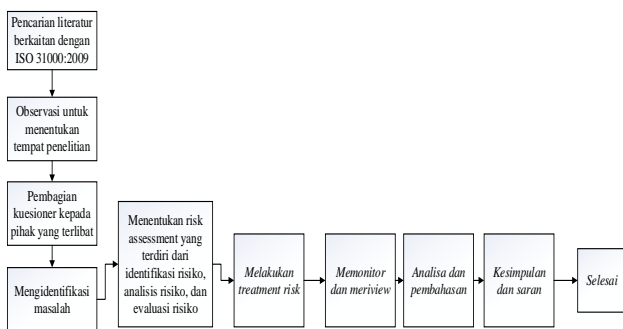 Pencarian literatur
berkaitan dengan
ISO 31000:2009
Observasi untuk
menentukan
tempat penelitian
Pembagian
kuesioner kepada
pihak yang terlibat
Mengidentifikasi
masalah
Menentukan risk
assessment yang
terdiri dari
identifikasi risiko,
analisis risiko, dan
evaluasi risiko
Melakukan
treatment risk
Memonitor
dan meriview
Analisa dan
pembahasan
Kesimpulan
dan saran
Selesai